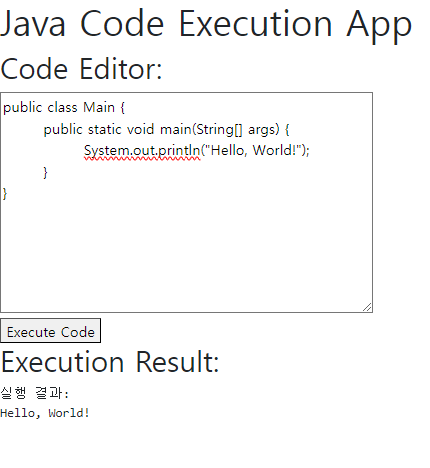 Java Code Execution App
Code Editor:
public class Main {
public static void main(String[] args) {
System.out.println("Hello, World!");
}
}
Execute Code
Execution Result:
실행 결과:
Hello, World!